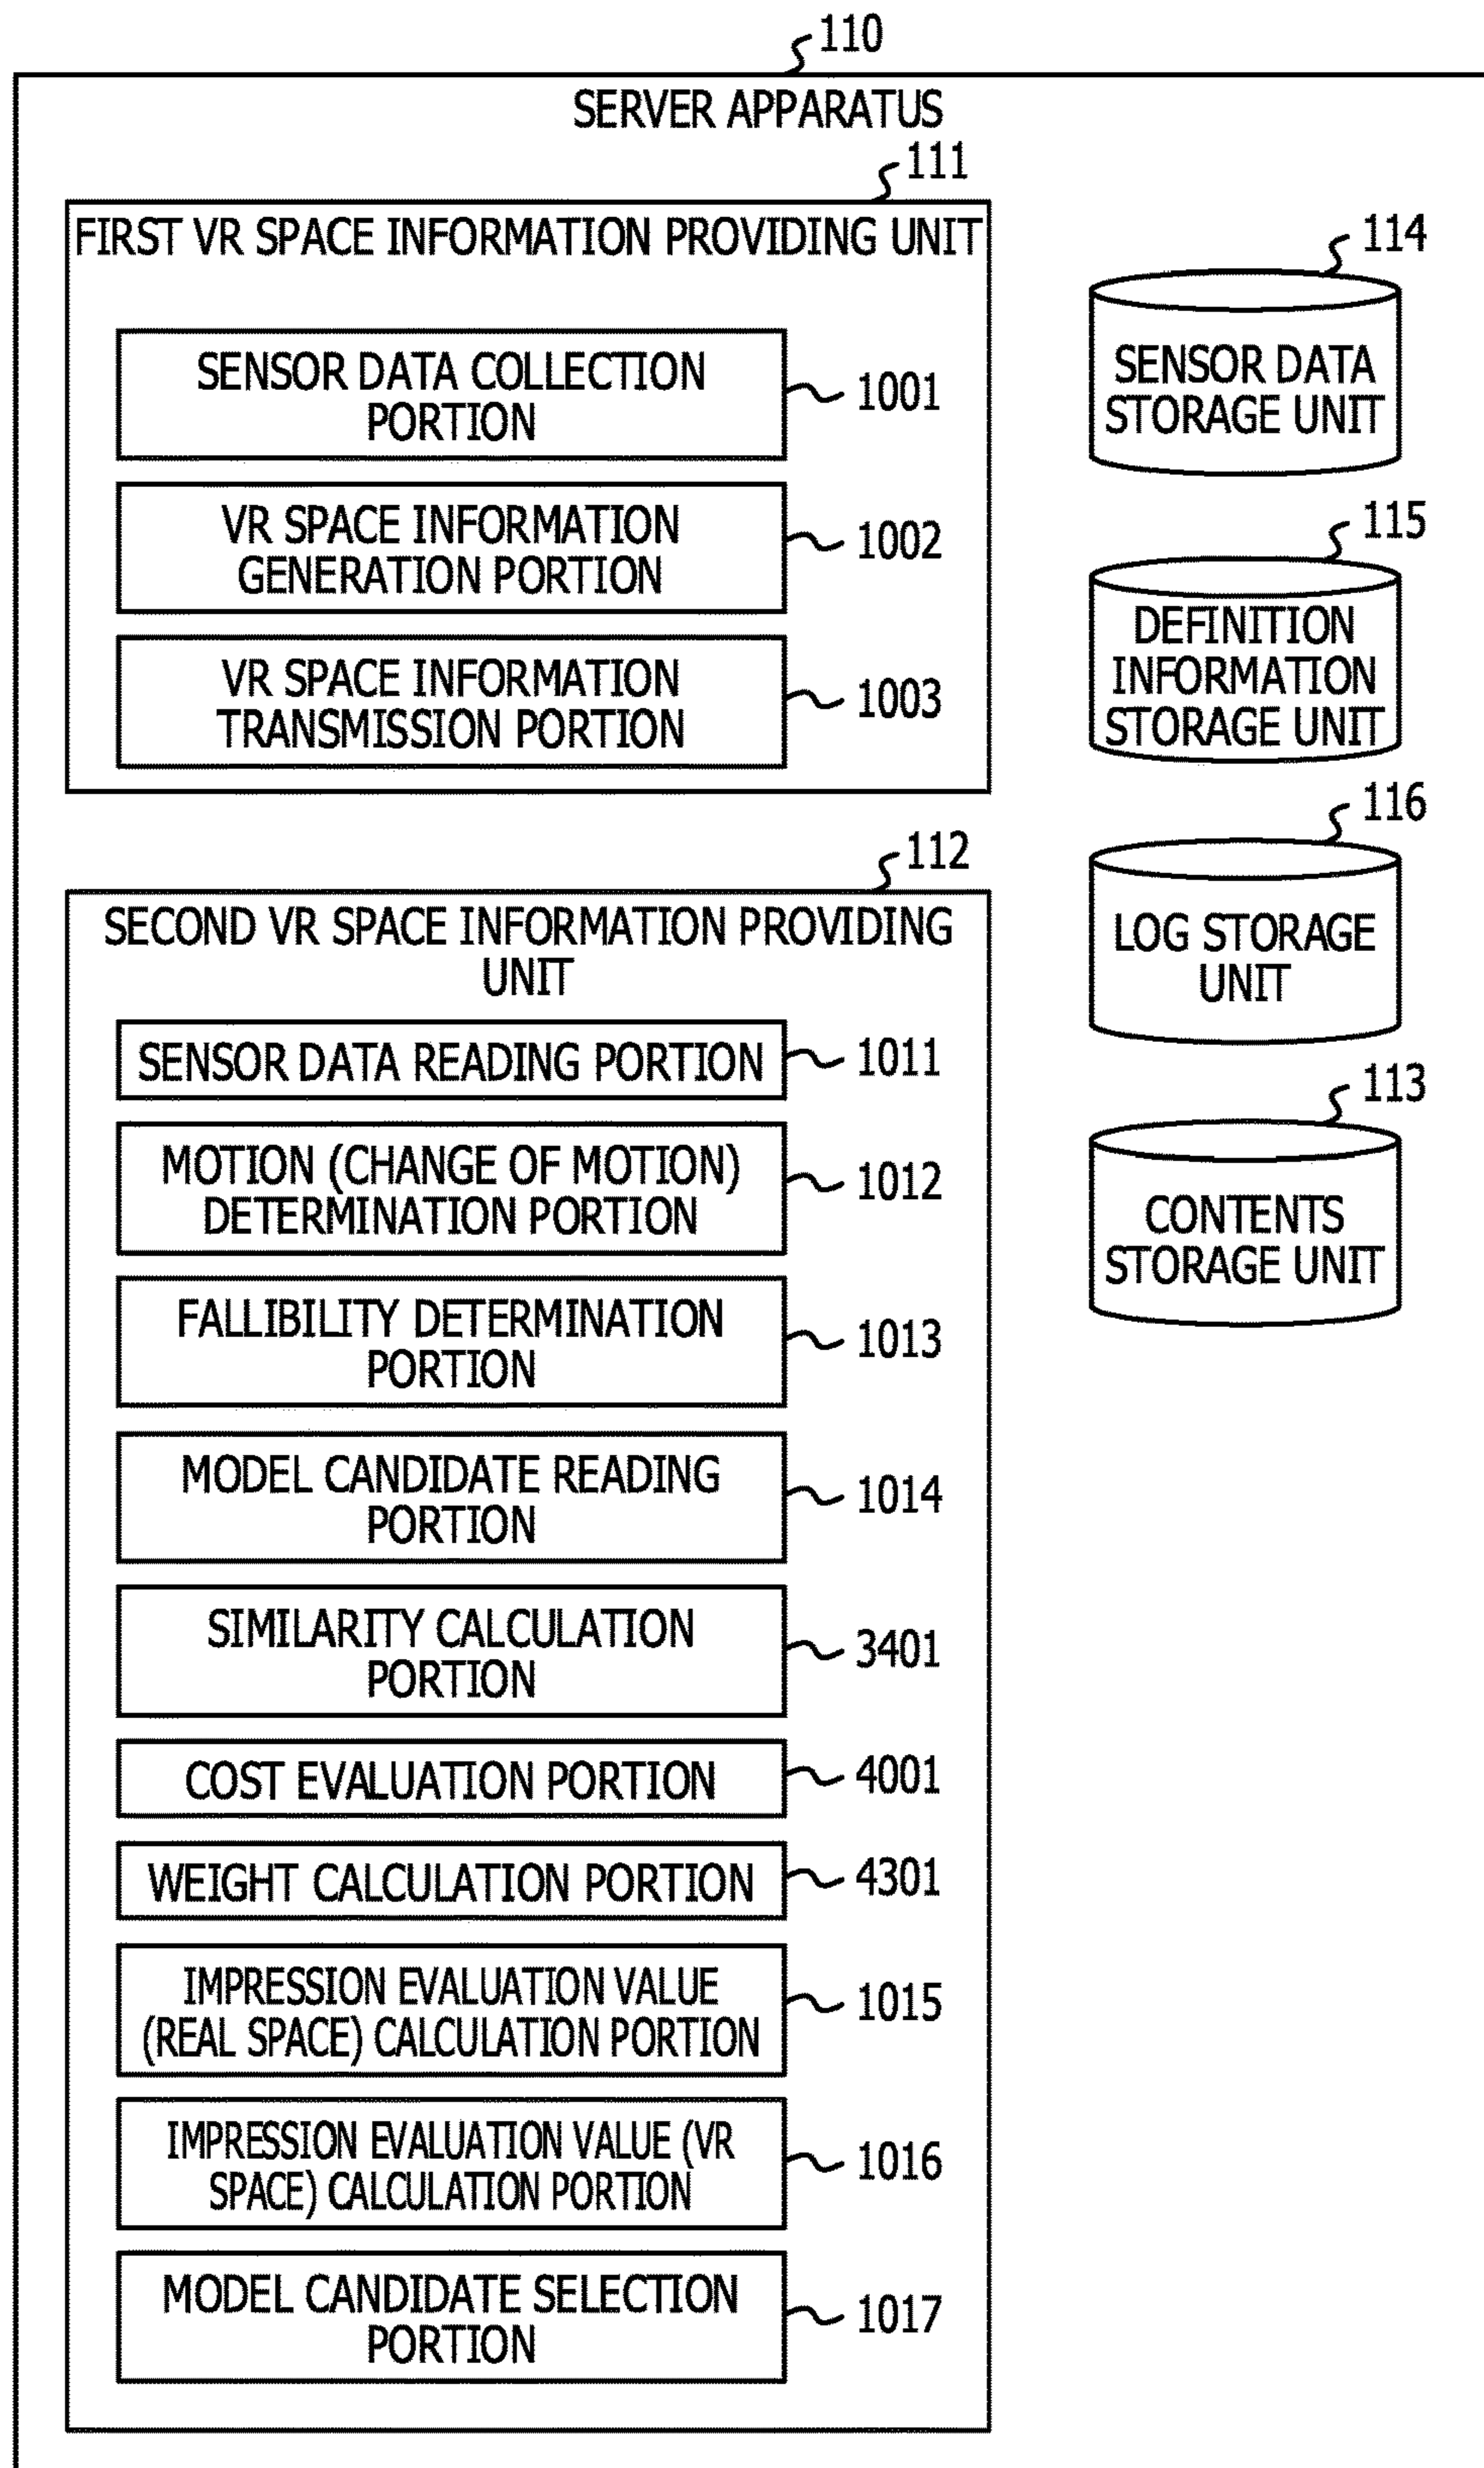 110
SERVER APPARATUS
111
FIRST VR SPACE INFORMATION PROVIDING UNIT
SENSOR DATA COLLECTION
PORTION
1001
VR SPACE INFORMATION
GENERATION PORTION
1002
VR SPACE INFORMATION
TRANSMISSION PORTION
1003
112
SECOND VR SPACE INFORMATION PROVIDING
UNIT
SENSOR DATA READING PORTION
1011
MOTION (CHANGE OF MOTION)
DETERMINATION PORTION
1012
FALLIBILITY DETERMINATION
PORTION
1013
MODEL CANDIDATE READING
PORTION
1014
SIMILARITY CALCULATION
PORTION
3401
COST EVALUATION PORTION
4001
WEIGHT CALCULATION PORTION
4301
IMPRESSION EVALUATION VALUE
(REAL SPACE) CALCULATION PORTION
1015
IMPRESSION EVALUATION VALUE (VR
SPACE) CALCULATION PORTION
1016
MODEL CANDIDATE SELECTION
PORTION
1017
114
SENSOR DATA
STORAGE UNIT
115
DEFINITION
INFORMATION
STORAGE UNIT
116
LOG STORAGE
UNIT
113
CONTENTS
STORAGE UNIT